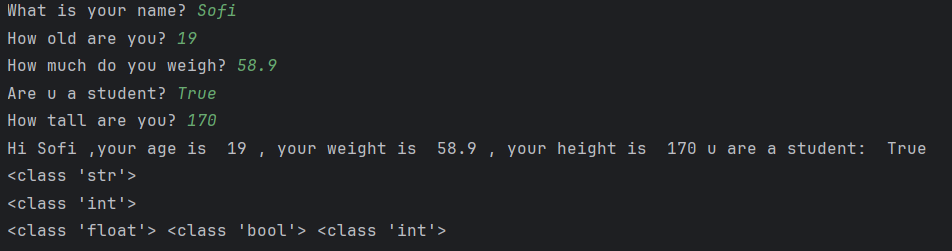 What is your name? Sofi
How old are you? 19
How much do you weigh? 58.9
Are u a student? True
How tall are you? 170
Hi Sofi ,your age is  19 , your weight is  58.9 , your height is  170 u are a student:  True
<class 'str'>
<class 'int'>
<class 'float'> <class 'bool'> <class 'int'>